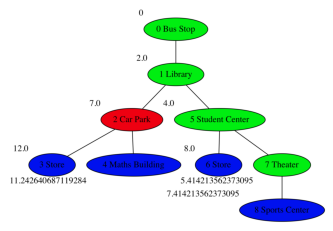 0
0 Bus Stop
2.0
1 Library
7.0
4.0
2 Car Park
5 Student Center
12.0
8.0
3 Store
4 Maths Building
6 Store
7 Theater
11.242640687119284
5.414213562373095
7.414213562373095
8 Sports Center